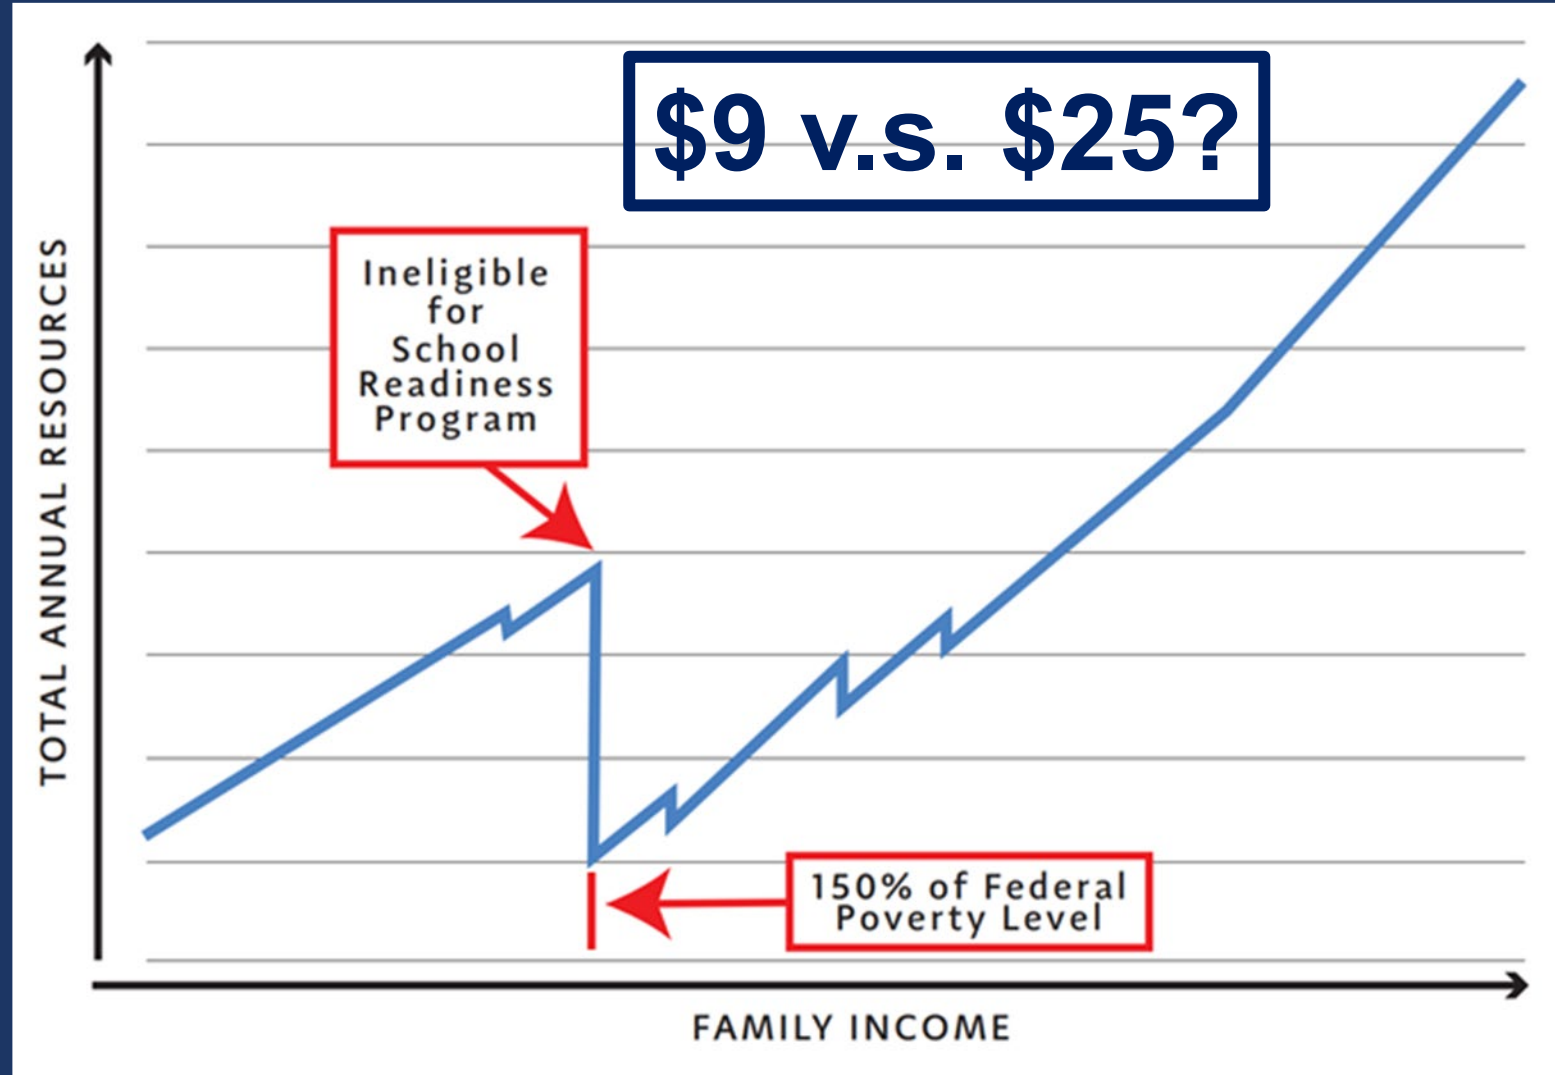 $9 v.s. $25?
Ineligible
for
School
Readiness
Program
TOTAL ANNUAL RESOURCES
150% of Federal
Poverty Level
FAMILY INCOME